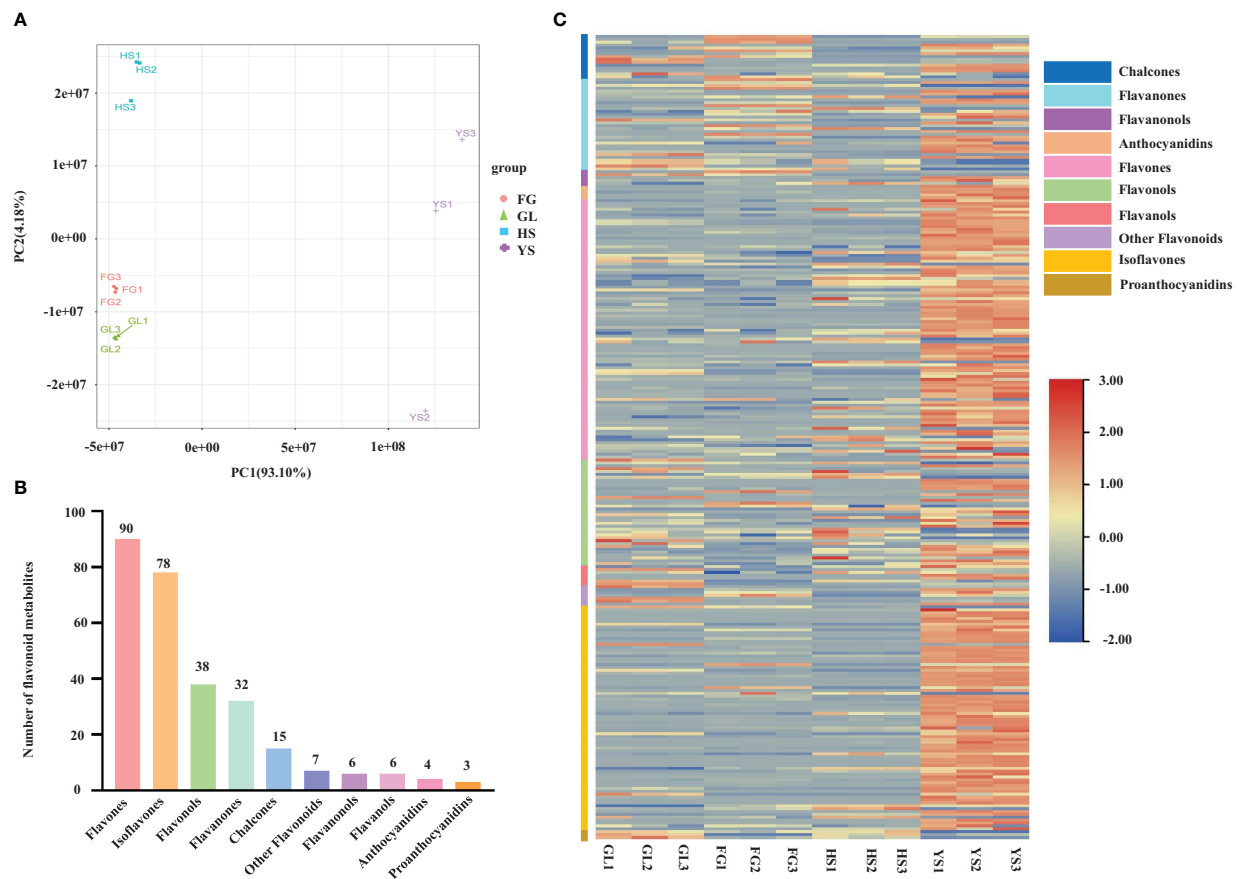 A
HS1
HS2
HS3
YS3
YS1
YS2
FG3
FG1
FG2
GL1
GL3
GL2
2e+07
1e+07
0e+00
-1e+07
-2e+07
PC2(4.18%)
-5e+07 0e+00 5e+07 1e+08
PC1(93.10%)
group
FG
GL
HS
YS
B
Number of flavonoid metabolites
100
80
60
40
20
0
90
78
38
32
15
7
6
6
4
3
Flavones
Isoflavones
Flavonols
Flavanones
Chalcones
Other Flavonoids
Flavanonols
Flavanols
Anthocyanidins
Proanthocyanidins
C
GL1 GL2 GL3 FG1 FG2 FG3 HS1 HS2 HS3 YS1 YS2 YS3
Chalcones
Flavanones
Flavanonols
Anthocyanidins
Flavones
Flavonols
Flavanols
Other Flavonoids
Isoflavones
Proanthocyanidins
3.00
2.00
1.00
0.00
-1.00
-2.00